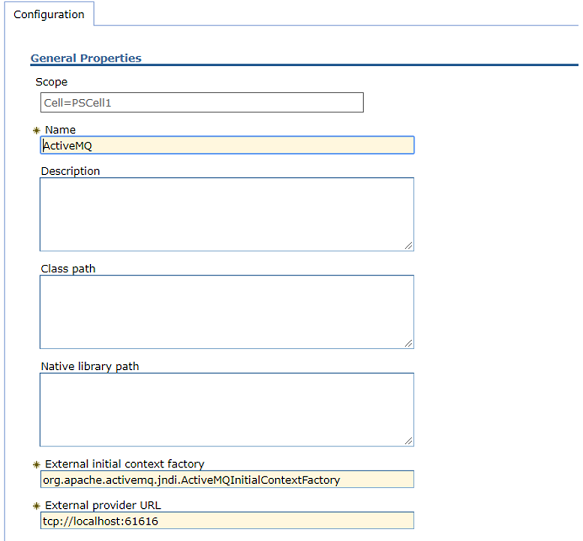 Configuration
General Properties
Scope
Cell=PSCell1
Name
ActiveMQ
Description
Class path
Native library path
External initial context factory
org.apache.activemq.jndi.ActiveMQInitialContextFactory
External provider URL
tcp://localhost:61616